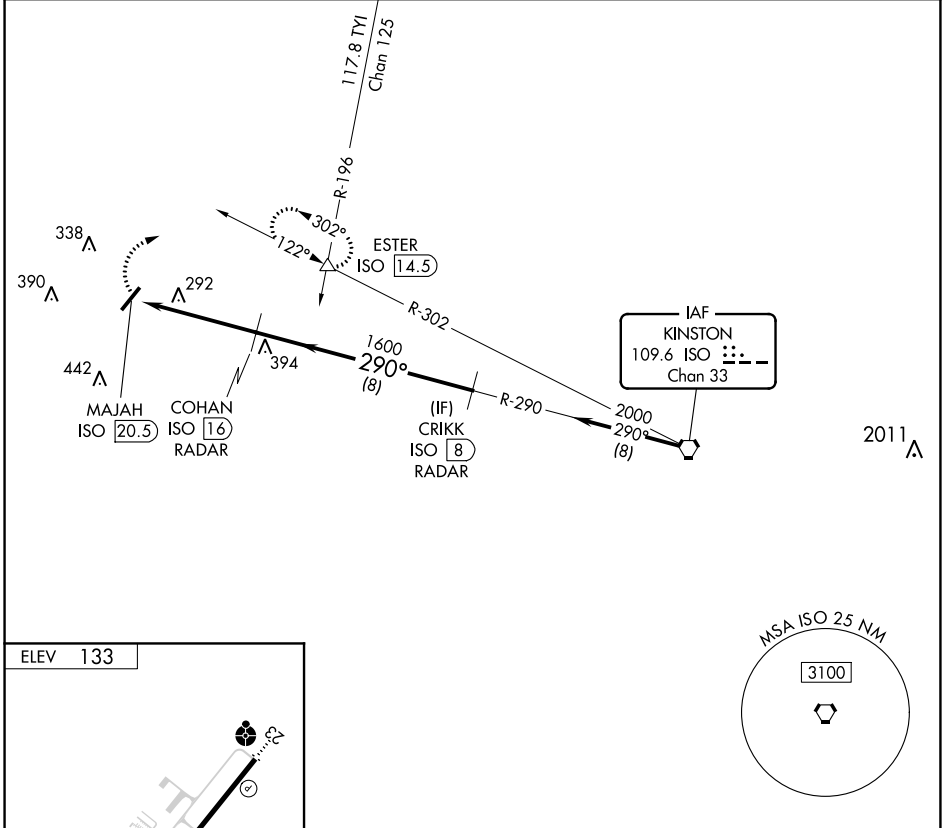 117.8 TYI
Chan 125
R-196
338
302°
122°
ESTER
ISO 14.5
390
292
R-302
IAF
KINSTON
109.6 ISO
Chan 33
442
394
1600
290°
(8)
MAJAH
ISO 20.5
COHAN
ISO 16
RADAR
(IF)
CRIKK
ISO 8
RADAR
R-290
2000
290°
(8)
2011
MSA ISO 25 NM
3100
ELEV 133
23
P